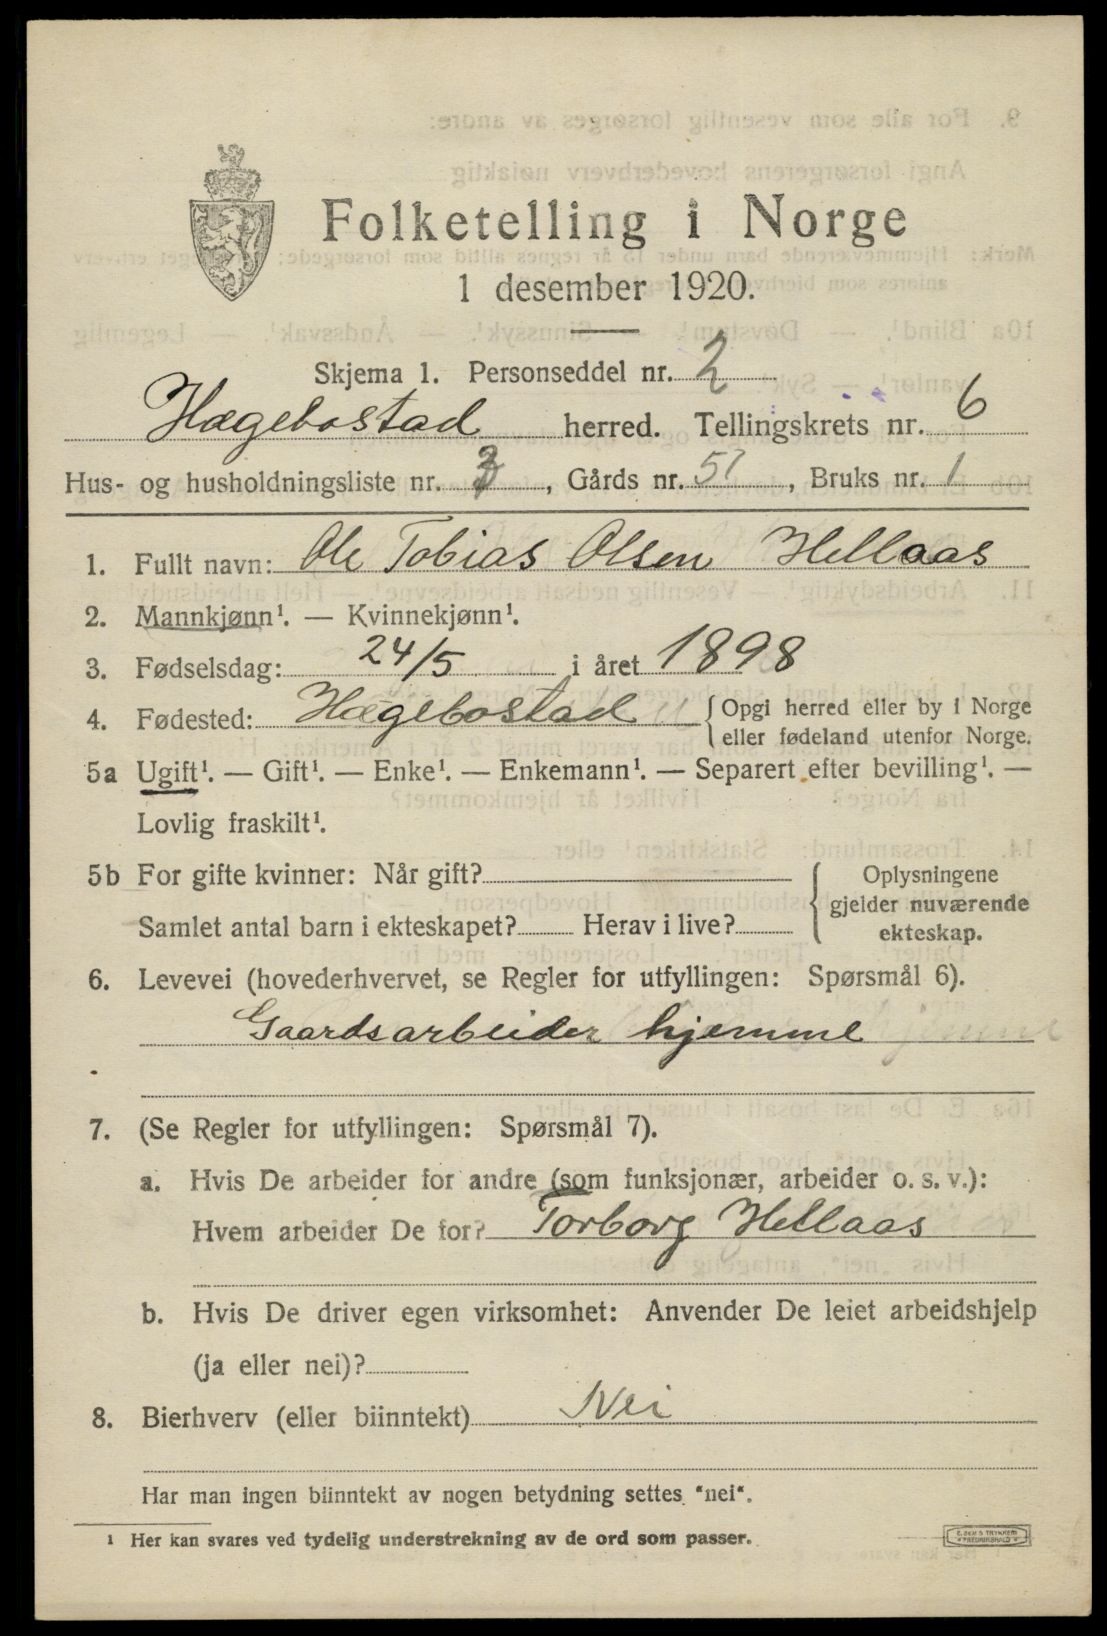 Folketelling i Norge
1 desember 1920.
Skjema 1. Personseddel nr. 2
Hægebostad herred. Tellingskrets nr. 6
Hus- og husholdningsliste nr. 3, Gårds nr. 51, Bruks nr. 1
1. Fullt navn: Ole Tobias Olsen Hellaas
2. Mannkjønn¹. — Kvinnekjønn¹.
3. Fødselsdag: 24/5 i året 1898
4. Fødested: Hægebostad {Opgi herred eller by i Norge
eller fødeland utenfor Norge.
5a Ugift¹. — Gift¹. — Enke¹. — Enkemann¹. — Separert efter bevilling¹. —
Lovlig fraskilt¹.
5b For gifte kvinner: Når gift?
Samlet antal barn i ekteskapet? Herav i live?
Oplysningene
gjelder nuværende
ekteskap.
6. Levevei (hovederhvervet, se Regler for utfyllingen: Spørsmål 6).
Gaardsarbeider hjemme
7. (Se Regler for utfyllingen: Spørsmål 7).
a. Hvis De arbeider for andre (som funksjonær, arbeider o. s. v.):
Hvem arbeider De for? Torborg Hellaas
b. Hvis De driver egen virksomhet: Anvender De leiet arbeidshjelp
(ja eller nei)?
8. Bierhverv (eller biinntekt) Nei
Har man ingen biinntekt av nogen betydning settes "nei".
¹ Her kan svares ved tydelig understrekning av de ord som passer.